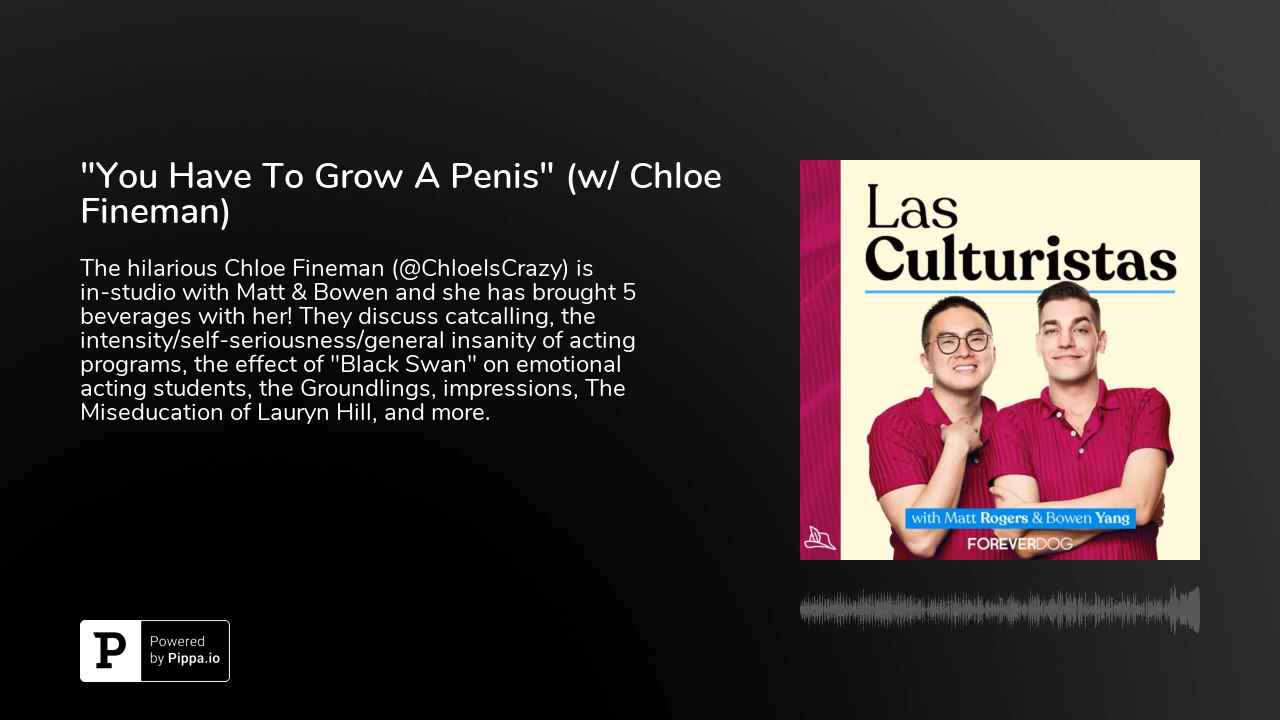 "You Have To Grow A Penis" (w/ Chloe
Fineman)
The hilarious Chloe Fineman (@ChloeIsCrazy) is
in-studio with Matt & Bowen and she has brought 5
beverages with her! They discuss catcalling, the
intensity/self-seriousness/general insanity of acting
programs, the effect of "Black Swan" on emotional
acting students, the Groundlings, impressions, The
Miseducation of Lauryn Hill, and more.
Las
Culturistas
with Matt Rogers & Bowen Yang
FOREVERDOG
P
Powered
by Pippa.io